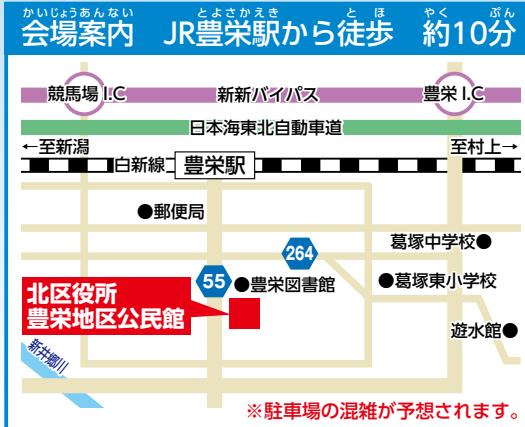 かいじょうあんない とよさかえき とほ やく ぷん
会場案内 JR豊栄駅から徒歩 約10分
競馬場I.C 新新バイパス 豊栄I.C
日本海東北自動車道
←至新潟 至村上→
白新線 豊栄駅
●郵便局
264 葛塚中学校●
55 ●豊栄図書館 ●葛塚東小学校
北区役所
豊栄地区公民館
遊水館●
新井郷川
※駐車場の混雑が予想されます。